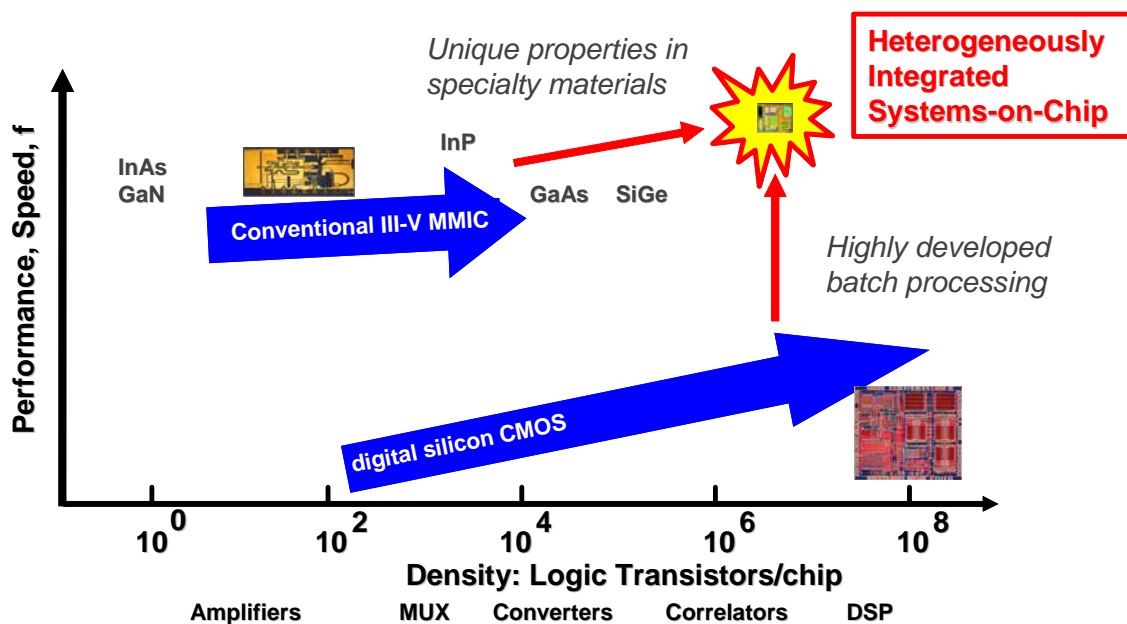 Unique properties in
specialty materials
Heterogeneously
Integrated
Systems-on-Chip
Performance, Speed, f
InP
InAs
GaN
GaAs SiGe
Conventional III-V MMIC
Highly developed
batch processing
digital silicon CMOS
10^0 10^2 10^4 10^6 10^8
Density: Logic Transistors/chip
Amplifiers MUX Converters Correlators DSP